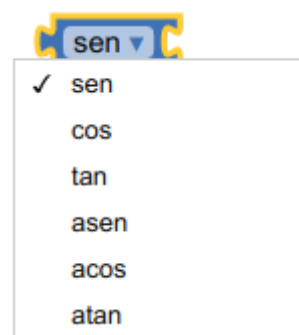 sen
sen
cos
tan
asen
acos
atan